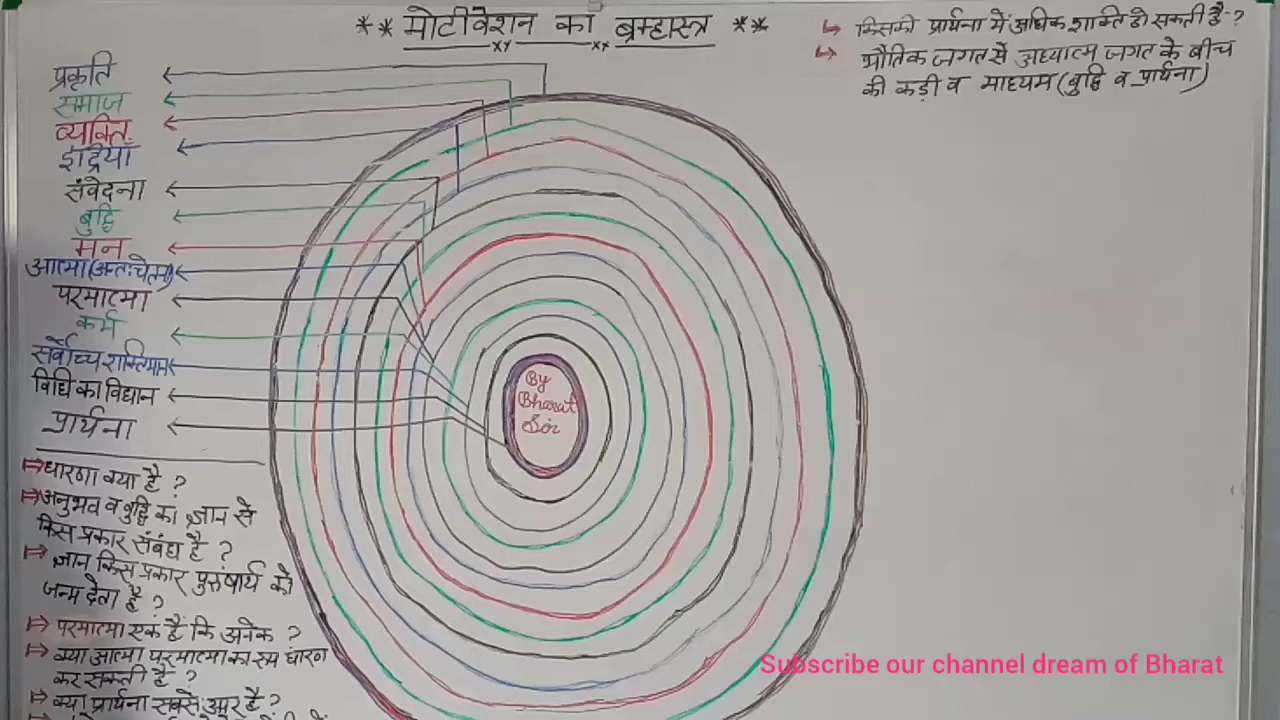 ** मोटीवेशन का ब्रम्हास्त्र **
प्रकृति
समाज
व्यक्ति
इंद्रियाँ
संवेदना
बुद्धि
मन
आत्मा(अन्तःचेतना)
परमात्मा
कर्म
सर्वोच्च शक्तिमान
विधि का विधान
प्रार्थना
धारणा क्या है ?
अनुभव व बुद्धि का ज्ञान से
किस प्रकार संबंध है ?
ज्ञान किस प्रकार पुरुषार्थ को
जन्म देता है ?
परमात्मा एक है कि अनेक ?
क्या आत्मा परमात्मा का रूप धारण
कर सकती है ?
क्या प्रार्थना सबसे ऊपर है ?
By
Bharat
Sir
किसकी प्रार्थना में अधिक शक्ति हो सकती है ?
भौतिक जगत से अध्यात्म जगत के बीच
की कड़ी व माध्यम (बुद्धि व प्रार्थना)
Subscribe our channel dream of Bharat